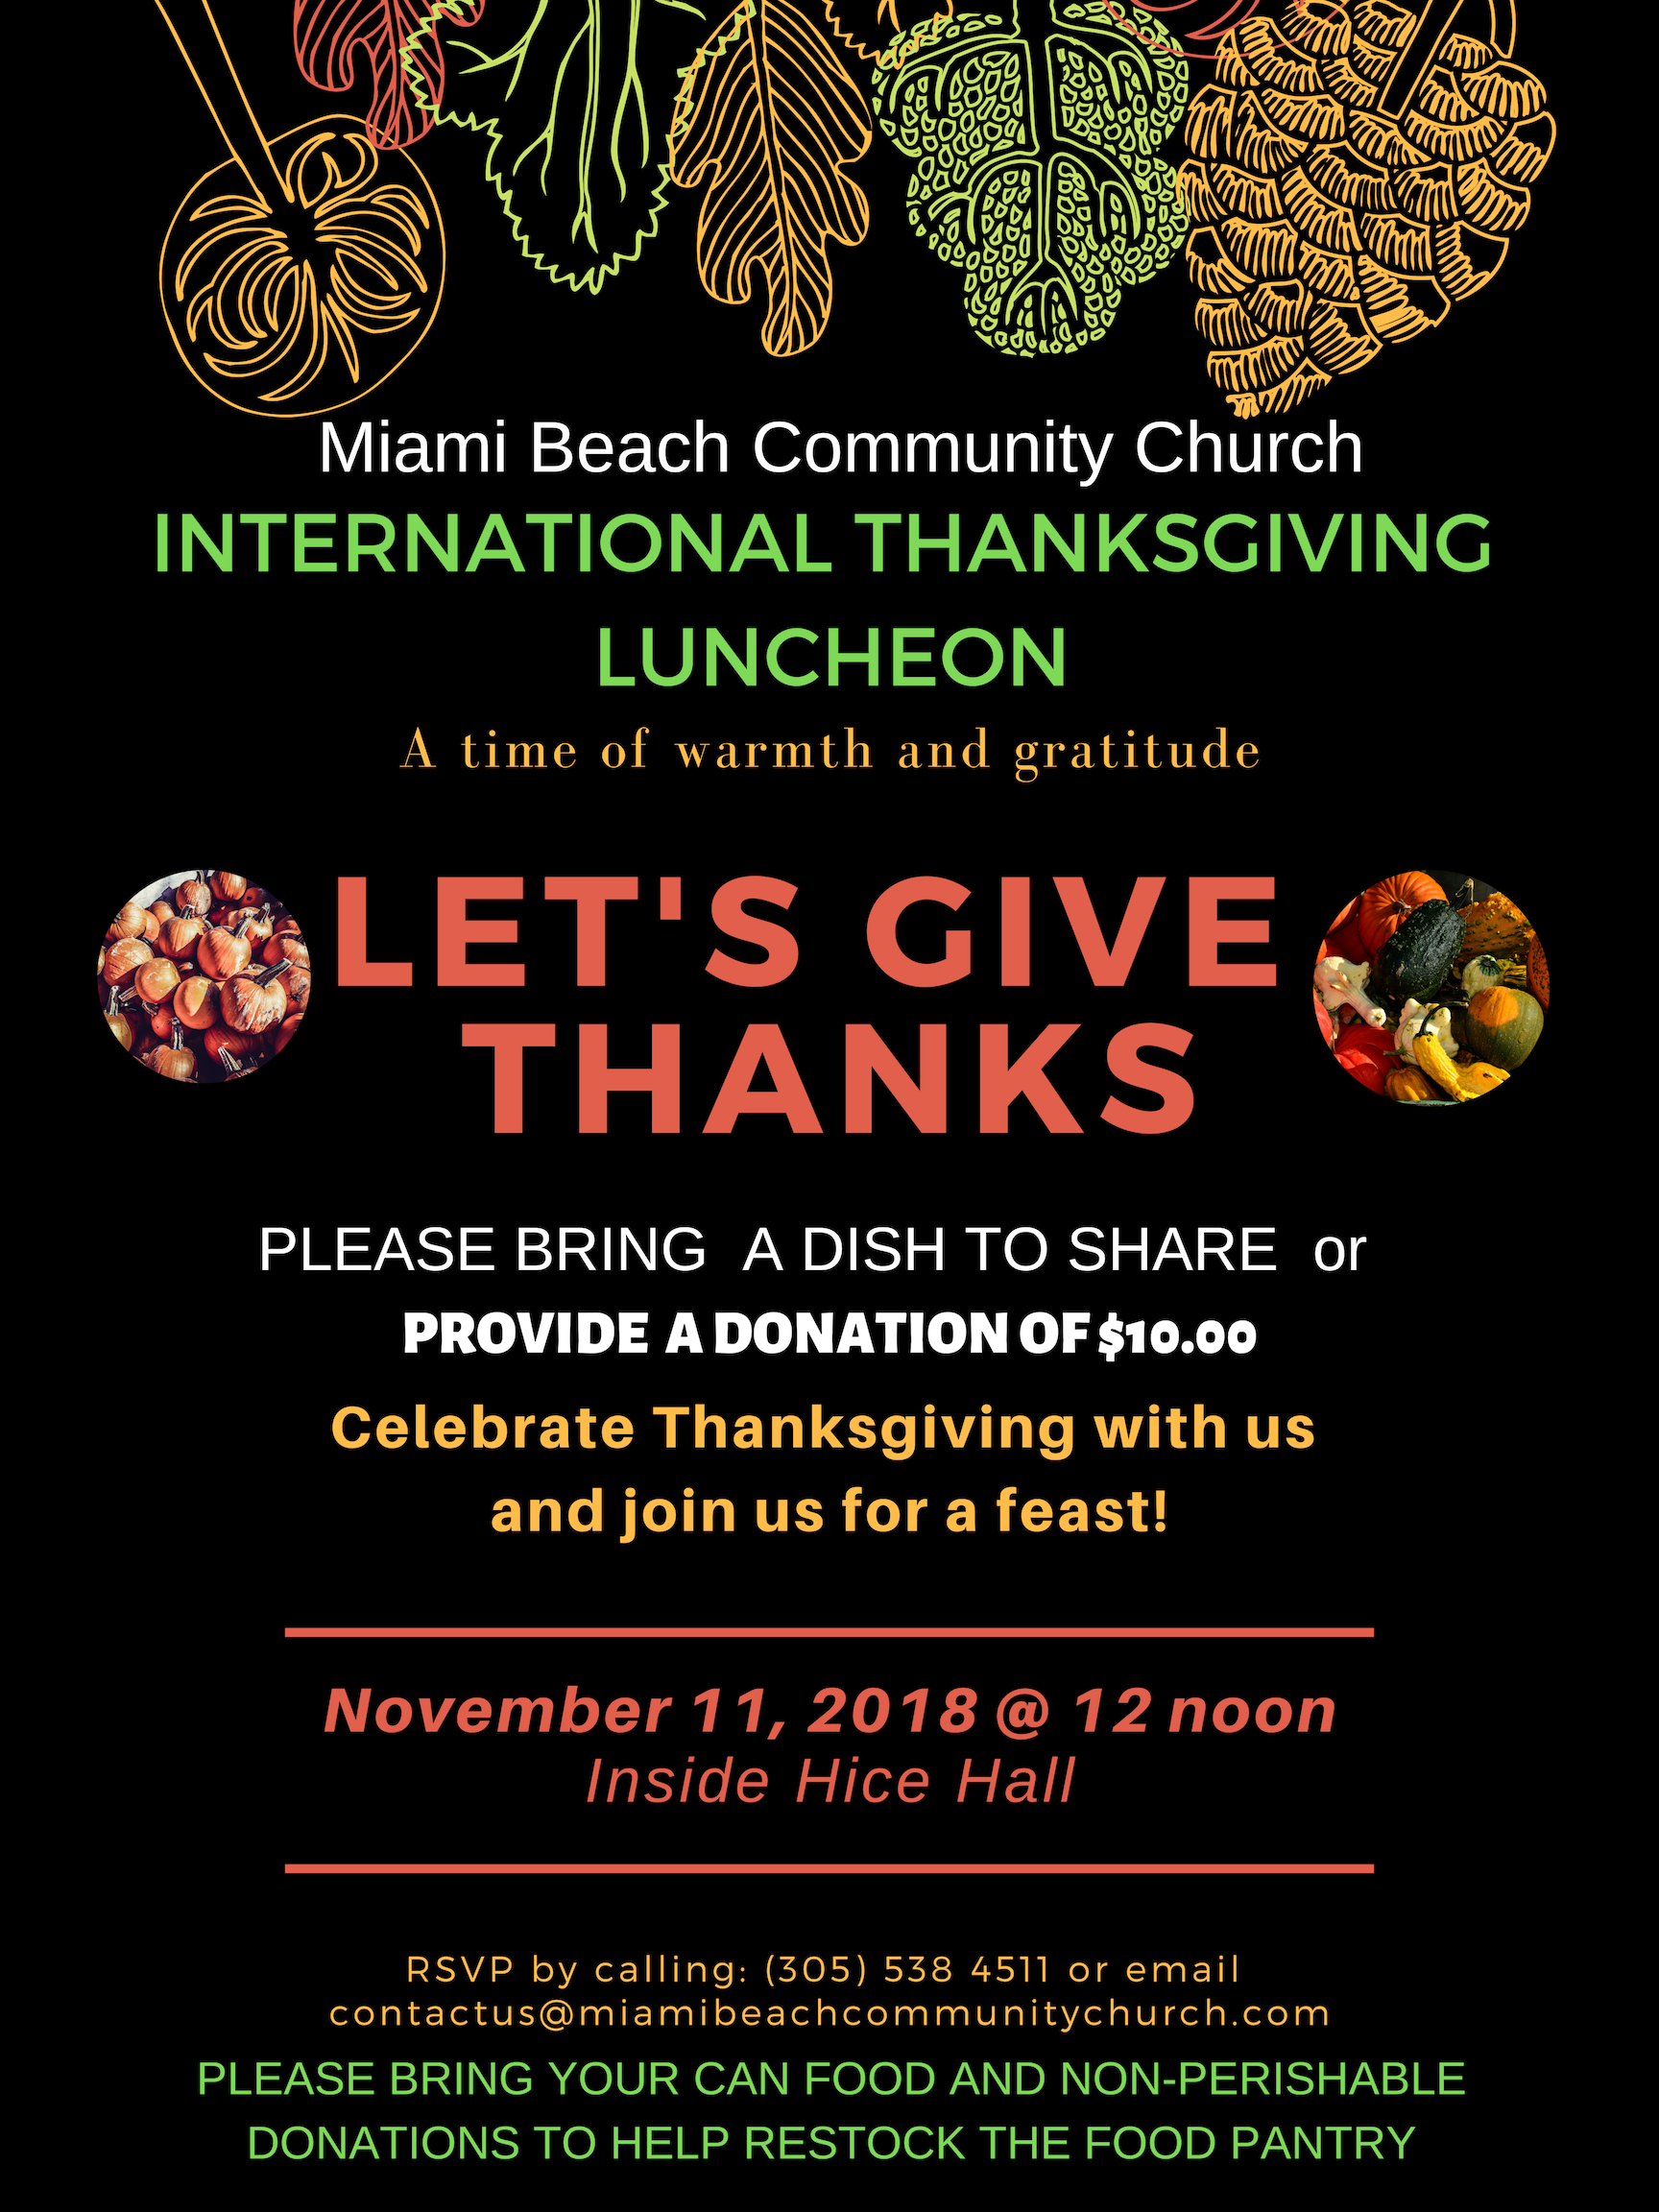 Miami Beach Community Church
INTERNATIONAL THANKSGIVING
LUNCHEON
A time of warmth and gratitude
LET'S GIVE
THANKS
PLEASE BRING A DISH TO SHARE or
PROVIDE A DONATION OF $10.00
Celebrate Thanksgiving with us
and join us for a feast!
November 11, 2018 @ 12 noon
Inside Hice Hall
RSVP by calling: (305) 538 4511 or email
contactus@miamibeachcommunitychurch.com
PLEASE BRING YOUR CAN FOOD AND NON-PERISHABLE
DONATIONS TO HELP RESTOCK THE FOOD PANTRY